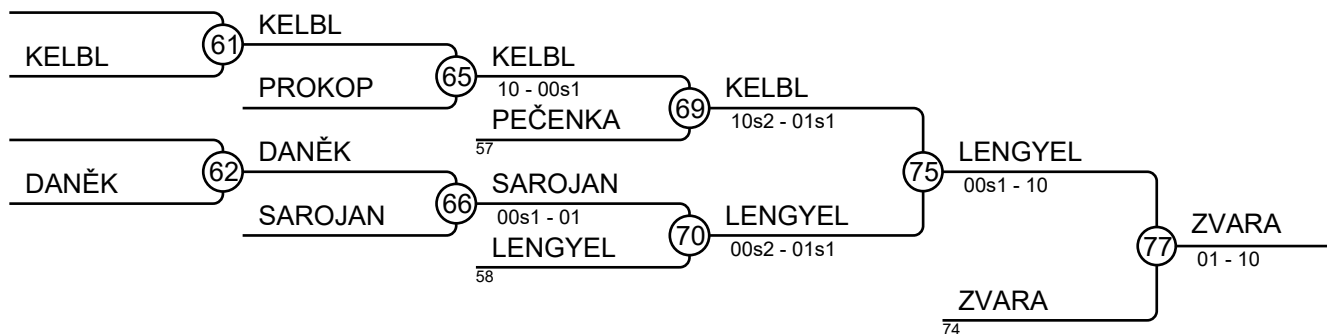 KELBL
61
KELBL
PROKOP
65
KELBL
10 - 00s1
PEČENKA
57
69
KELBL
10s2 - 01s1
DANĚK
62
DANĚK
SAROJAN
66
SAROJAN
00s1 - 01
LENGYEL
58
70
LENGYEL
00s2 - 01s1
75
LENGYEL
00s1 - 10
ZVARA
74
77
ZVARA
01 - 10